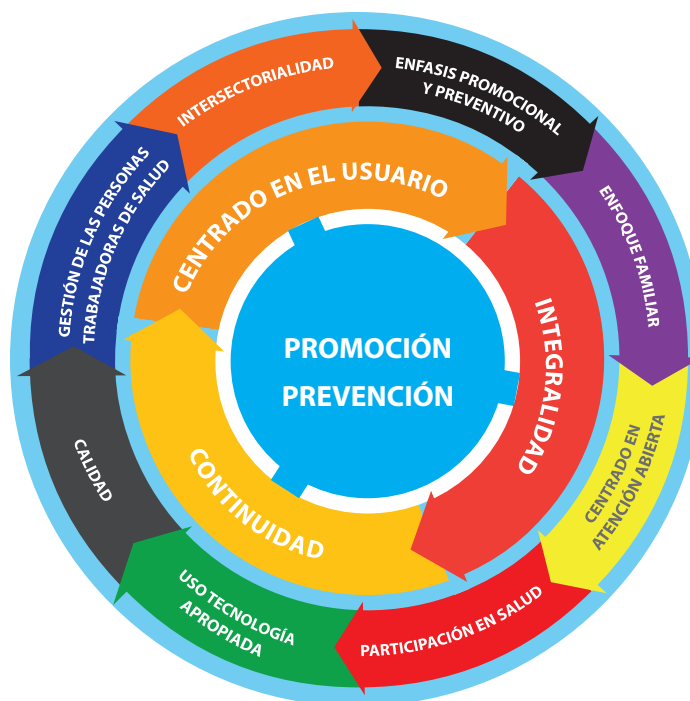 INTERSECTORIALIDAD
ENFASIS PROMOCIONAL
Y PREVENTIVO
ENFOQUE FAMILIAR
CENTRADO EN
ATENCIÓN ABIERTA
PARTICIPACIÓN EN SALUD
USO TECNOLOGÍA
APROPIADA
CALIDAD
GESTIÓN DE LAS PERSONAS
TRABAJADORAS DE SALUD
CENTRADO EN EL USUARIO
INTEGRALIDAD
CONTINUIDAD
PROMOCIÓN
PREVENCIÓN